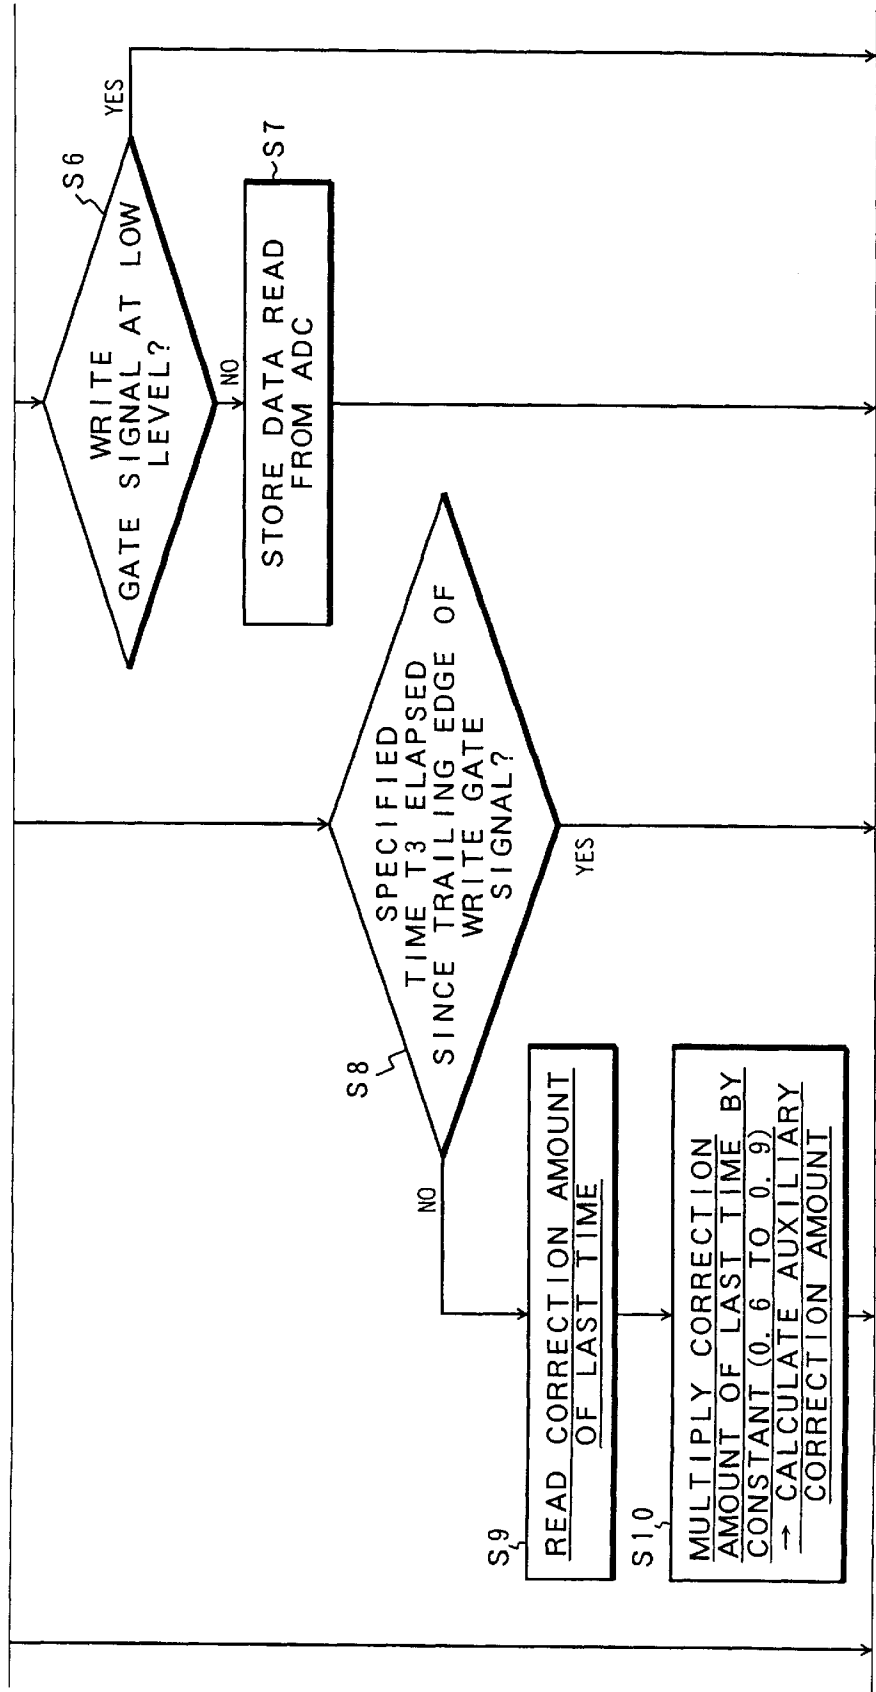 S6
WRITE
GATE SIGNAL AT LOW
LEVEL?
YES
NO
S7
STORE DATA READ
FROM ADC
S8
SPECIFIED
TIME T3 ELAPSED
SINCE TRAILING EDGE OF
WRITE GATE
SIGNAL?
NO
YES
S9
READ CORRECTION AMOUNT
OF LAST TIME
S10
MULTIPLY CORRECTION
AMOUNT OF LAST TIME BY
CONSTANT (0.6 TO 0.9)
→ CALCULATE AUXILIARY
CORRECTION AMOUNT